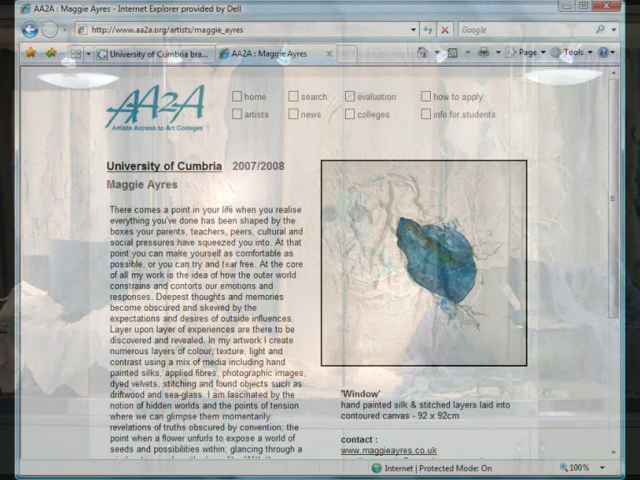 AA2A : Maggie Ayres - Internet Explorer provided by Dell
http://www.aa2a.org/artists/maggie_ayres
Google
University of Cumbria bra...
AA2A : Maggie Ayres
Page
Tools
AA2A
Artists Access to Art Colleges
home
search
evaluation
how to apply
artists
news
colleges
info for students
University of Cumbria 2007/2008
Maggie Ayres
There comes a point in your life when you realise
everything you've done has been shaped by the
boxes your parents, teachers, peers, cultural and
social pressures have squeezed you into. At that
point you can make yourself as comfortable as
possible, or you can try and tear free. At the core
of all my work is the idea of how the outer world
constrains and contorts our emotions and
responses. Deepest thoughts and memories
become obscured and skewed by the
expectations and desires of outside influences.
Layer upon layer of experiences are there to be
discovered and revealed. In my artwork I create
numerous layers of colour, texture, light and
contrast using a mix of media including hand
painted silks, applied fibres, photographic images,
dyed velvets, stitching and found objects such as
driftwood and sea-glass. I am fascinated by the
notion of hidden worlds and the points of tension
where we can glimpse them momentarily:
revelations of truths obscured by convention; the
point when a flower unfurls to expose a world of
seeds and possibilities within; glancing through a
'Window'
hand painted silk & stitched layers laid into
contoured canvas - 92 x 92cm
contact :
www.maggieayres.co.uk
Internet | Protected Mode: On
100%